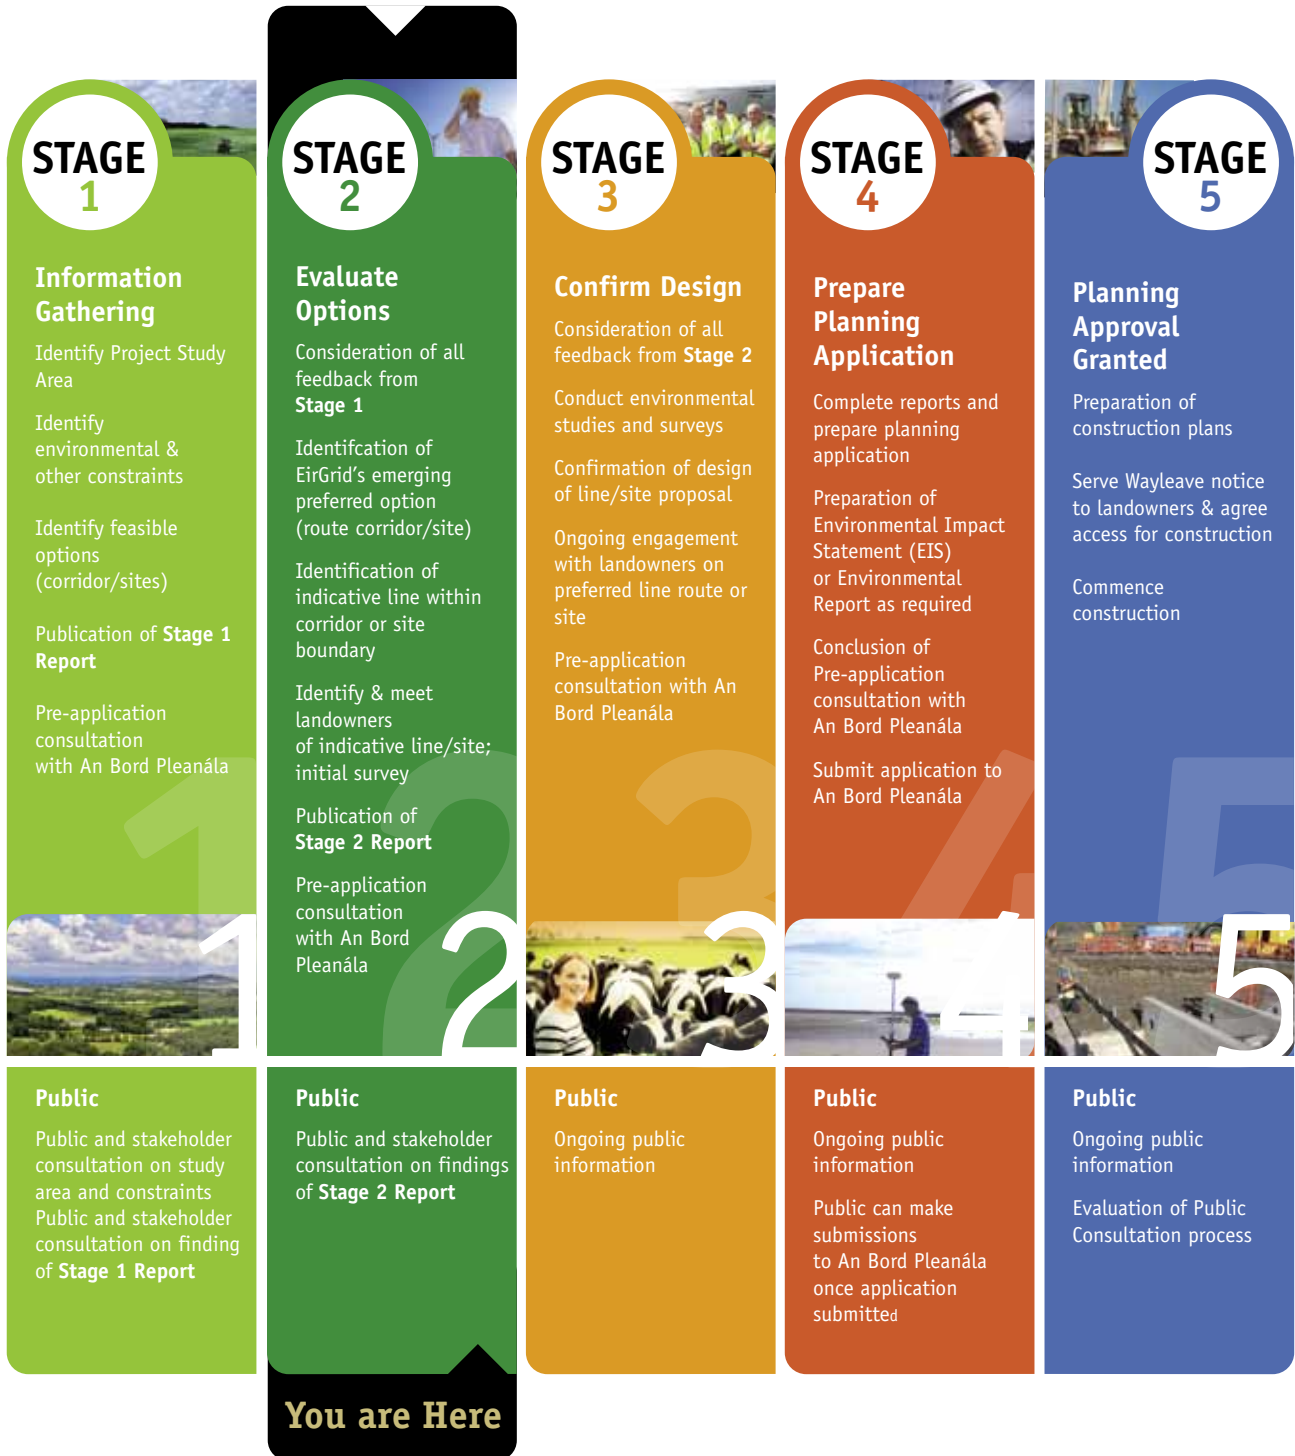 STAGE
1
Information
Gathering
Identify Project Study
Area
Identify
environmental &
other constraints
Identify feasible
options
(corridor/sites)
Publication of Stage 1
Report
Pre-application
consultation
with An Bord Pleanála
1
1
Public
Public and stakeholder
consultation on study
area and constraints
Public and stakeholder
consultation on finding
of Stage 1 Report
STAGE
2
Evaluate
Options
Consideration of all
feedback from
Stage 1
Identifcation of
EirGrid's emerging
preferred option
(route corridor/site)
Identification of
indicative line within
corridor or site
boundary
Identify & meet
landowners
of indicative line/site;
initial survey
Publication of
Stage 2 Report
Pre-application
consultation
with An Bord
Pleanála
2
2
Public
Public and stakeholder
consultation on findings
of Stage 2 Report
You are Here
STAGE
3
Confirm Design
Consideration of all
feedback from Stage 2
Conduct environmental
studies and surveys
Confirmation of design
of line/site proposal
Ongoing engagement
with landowners on
preferred line route or
site
Pre-application
consultation with An
Bord Pleanála
3
3
Public
Ongoing public
information
STAGE
4
Prepare
Planning
Application
Complete reports and
prepare planning
application
Preparation of
Environmental Impact
Statement (EIS)
or Environmental
Report as required
Conclusion of
Pre-application
consultation with
An Bord Pleanála
Submit application to
An Bord Pleanála
4
4
Public
Ongoing public
information
Public can make
submissions
to An Bord Pleanála
once application
submitted
STAGE
5
Planning
Approval
Granted
Preparation of
construction plans
Serve Wayleave notice
to landowners & agree
access for construction
Commence
construction
5
5
Public
Ongoing public
information
Evaluation of Public
Consultation process